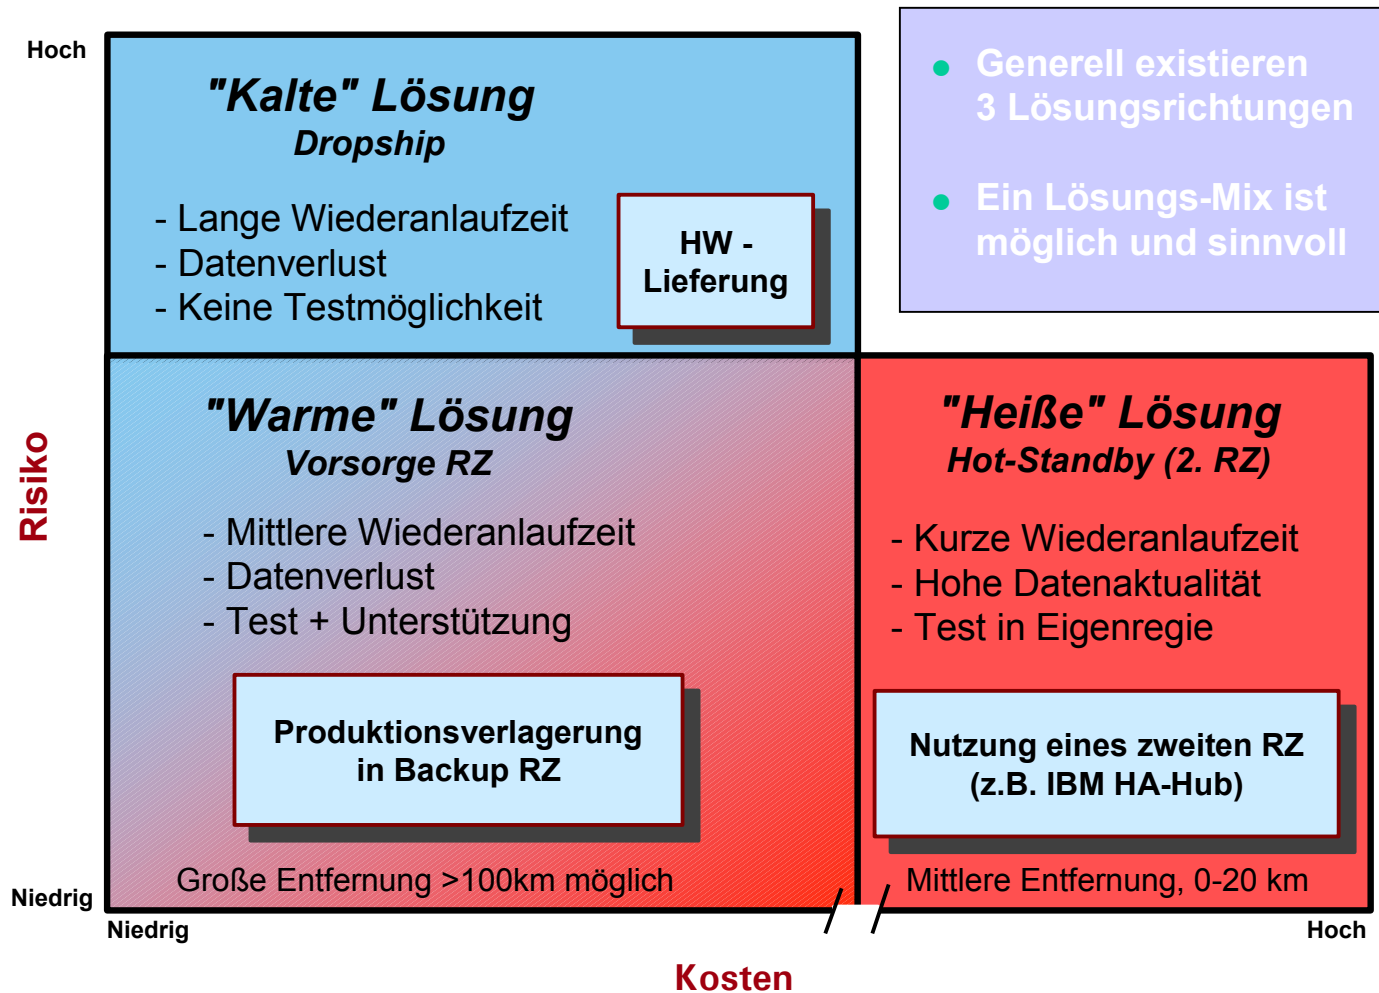 Hoch
"Kalte" Lösung
Dropship
- Lange Wiederanlaufzeit
- Datenverlust
- Keine Testmöglichkeit
HW -
Lieferung
● Generell existieren
3 Lösungsrichtungen
● Ein Lösungs-Mix ist
möglich und sinnvoll
Risiko
"Warme" Lösung
Vorsorge RZ
- Mittlere Wiederanlaufzeit
- Datenverlust
- Test + Unterstützung
Produktionsverlagerung
in Backup RZ
Große Entfernung >100km möglich
"Heiße" Lösung
Hot-Standby (2. RZ)
- Kurze Wiederanlaufzeit
- Hohe Datenaktualität
- Test in Eigenregie
Nutzung eines zweiten RZ
(z.B. IBM HA-Hub)
Mittlere Entfernung, 0-20 km
Niedrig
Niedrig
Hoch
Kosten